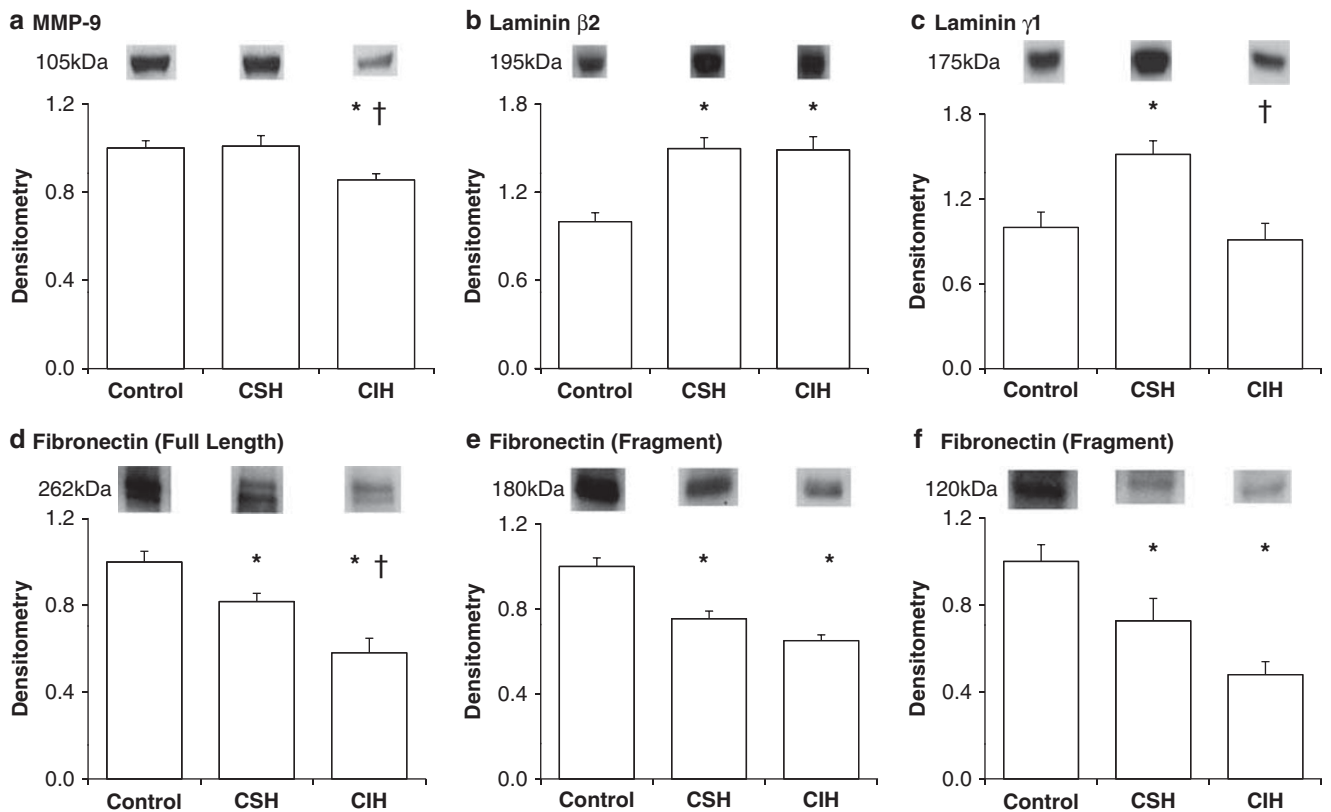 a MMP-9
105kDa
* †
1.2
0.8
0.4
0.0
Densitometry
Control CSH CIH
b Laminin β2
195kDa
* *
1.8
1.2
0.6
0.0
Densitometry
Control CSH CIH
c Laminin γ1
175kDa
* †
1.8
1.2
0.6
0.0
Densitometry
Control CSH CIH
d Fibronectin (Full Length)
262kDa
1.2
* * †
0.8
0.4
0.0
Densitometry
Control CSH CIH
e Fibronectin (Fragment)
180kDa
1.2
* *
0.8
0.4
0.0
Densitometry
Control CSH CIH
f Fibronectin (Fragment)
120kDa
1.2
* *
0.8
0.4
0.0
Densitometry
Control CSH CIH